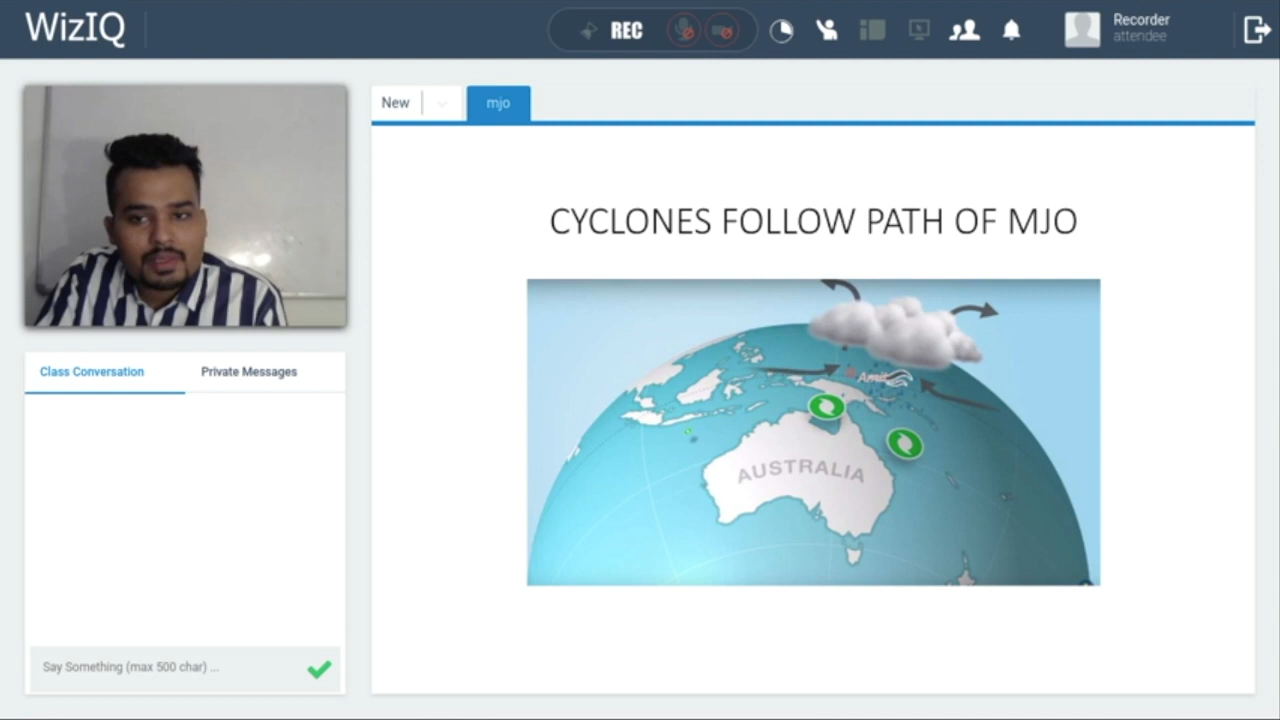 WizIQ
REC
Recorder
attendee
New
mjo
CYCLONES FOLLOW PATH OF MJO
AUSTRALIA
Class Conversation
Private Messages
Say Something (max 500 char) ...